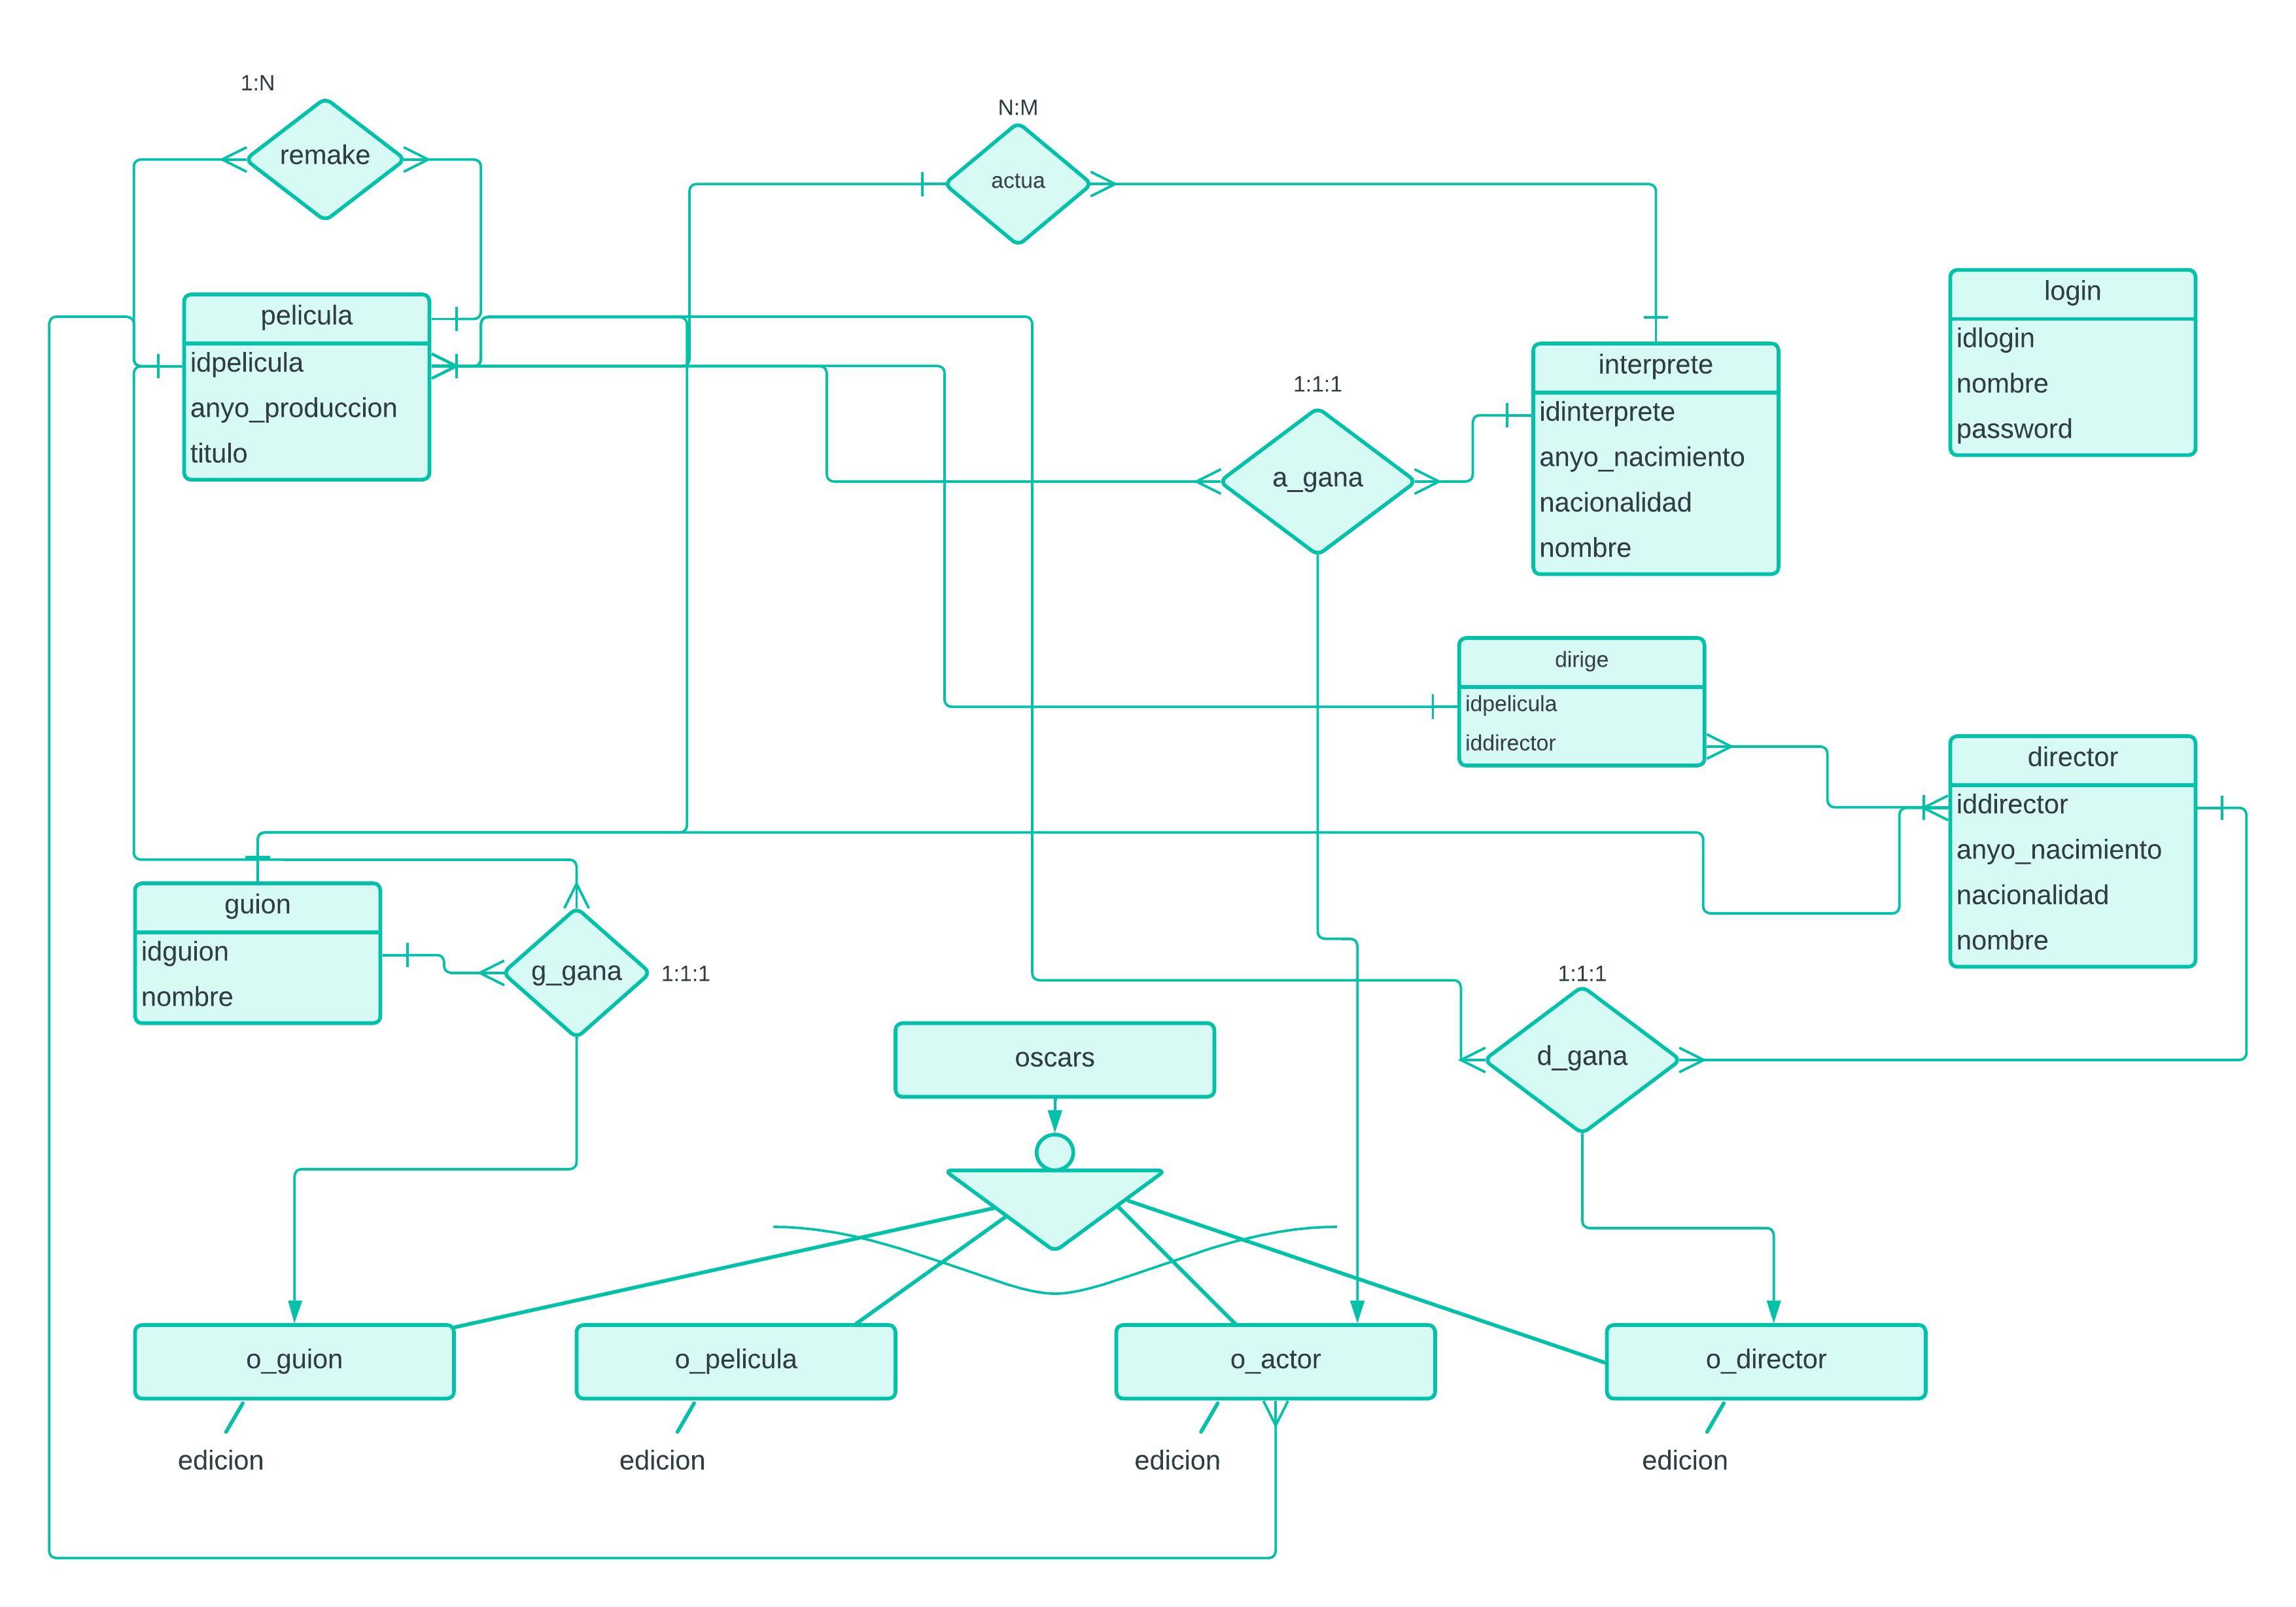 1:N
remake
N:M
actua
pelicula
idpelicula
anyo_produccion
titulo
login
idlogin
nombre
password
1:1:1
a_gana
interprete
idinterprete
anyo_nacimiento
nacionalidad
nombre
dirige
idpelicula
iddirector
director
iddirector
anyo_nacimiento
nacionalidad
nombre
guion
idguion
nombre
g_gana
1:1:1
1:1:1
d_gana
oscars
o_guion
o_pelicula
o_actor
o_director
edicion
edicion
edicion
edicion